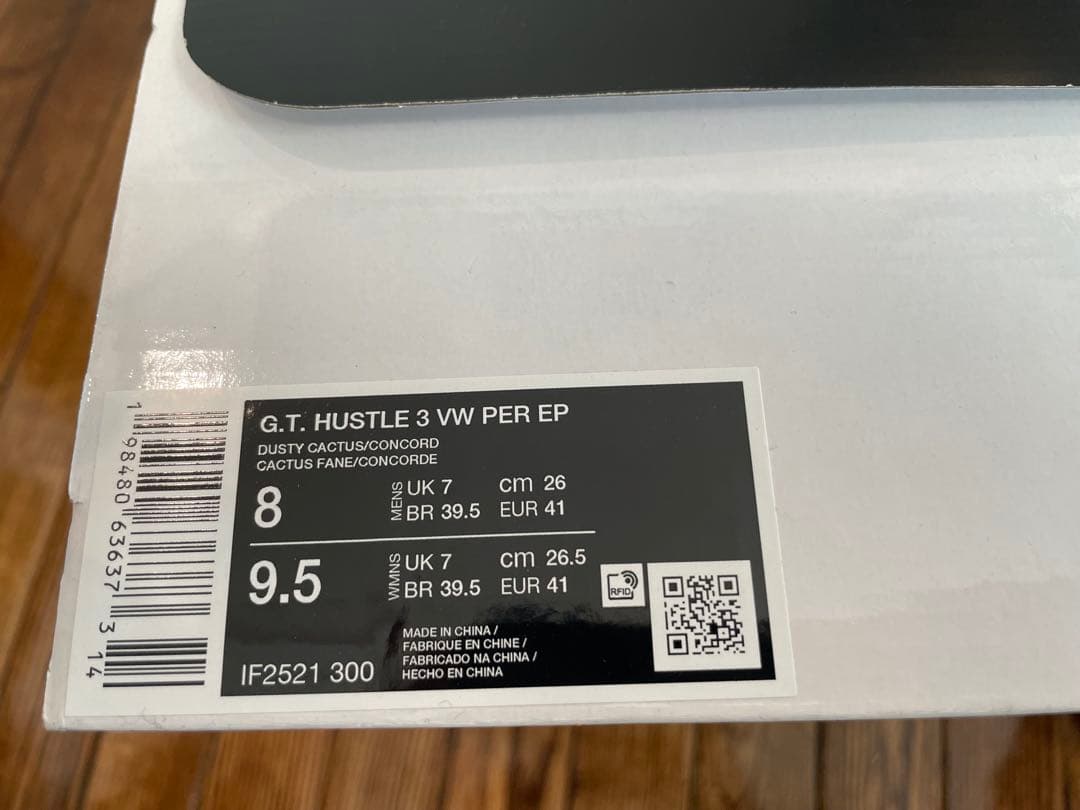 G.T. HUSTLE 3 VW PER EP
DUSTY CACTUS/CONCORD
CACTUS FANE/CONCORDE
8
MENS
UK 7 cm 26
BR 39.5 EUR 41
9.5
WMNS
UK 7 cm 26.5
BR 39.5 EUR 41
RFID
MADE IN CHINA /
FABRIQUE EN CHINE /
FABRICADO NA CHINA /
HECHO EN CHINA
IF2521 300
1 98480 63637 3 14